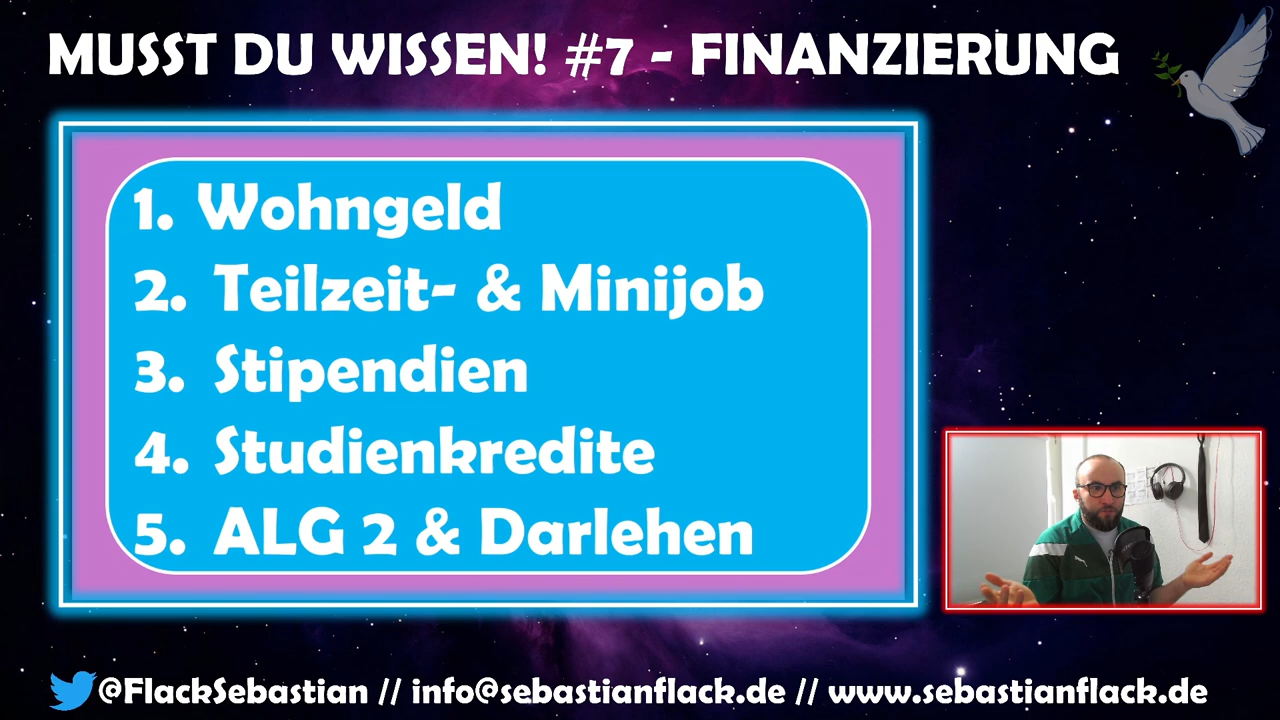 MUSST DU WISSEN! #7 - FINANZIERUNG
1. Wohngeld
2. Teilzeit- & Minijob
3. Stipendien
4. Studienkredite
5. ALG 2 & Darlehen
@FlackSebastian // info@sebastianflack.de // www.sebastianflack.de